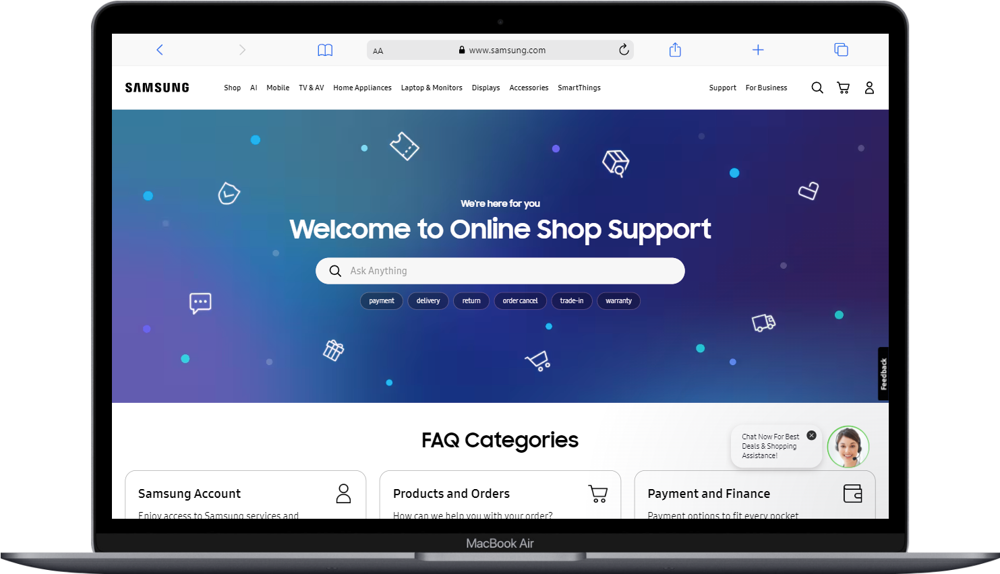 AA
www.samsung.com
SAMSUNG
Shop AI Mobile TV & AV Home Appliances Laptop & Monitors Displays Accessories SmartThings Support For Business
We're here for you
Welcome to Online Shop Support
Ask Anything
payment delivery return order cancel trade-in warranty
Feedback
FAQ Categories
Chat Now For Best
Deals & Shopping
Assistance!
Samsung Account
Enjoy access to Samsung services and
Products and Orders
How can we help you with your order?
Payment and Finance
Payment options to fit every pocket
MacBook Air